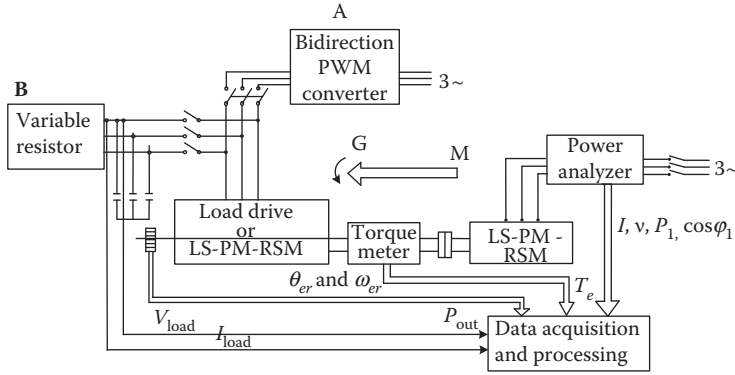 A
Bidirection
PWM
converter
3~
B
Variable
resistor
G
M
Power
analyzer
3~
Load drive
or
LS-PM-RSM
Torque
meter
LS-PM -
RSM
I, v, P1, cosφ1
θer and ωer
Te
Vload
Pout
Iload
Data acquisition
and processing